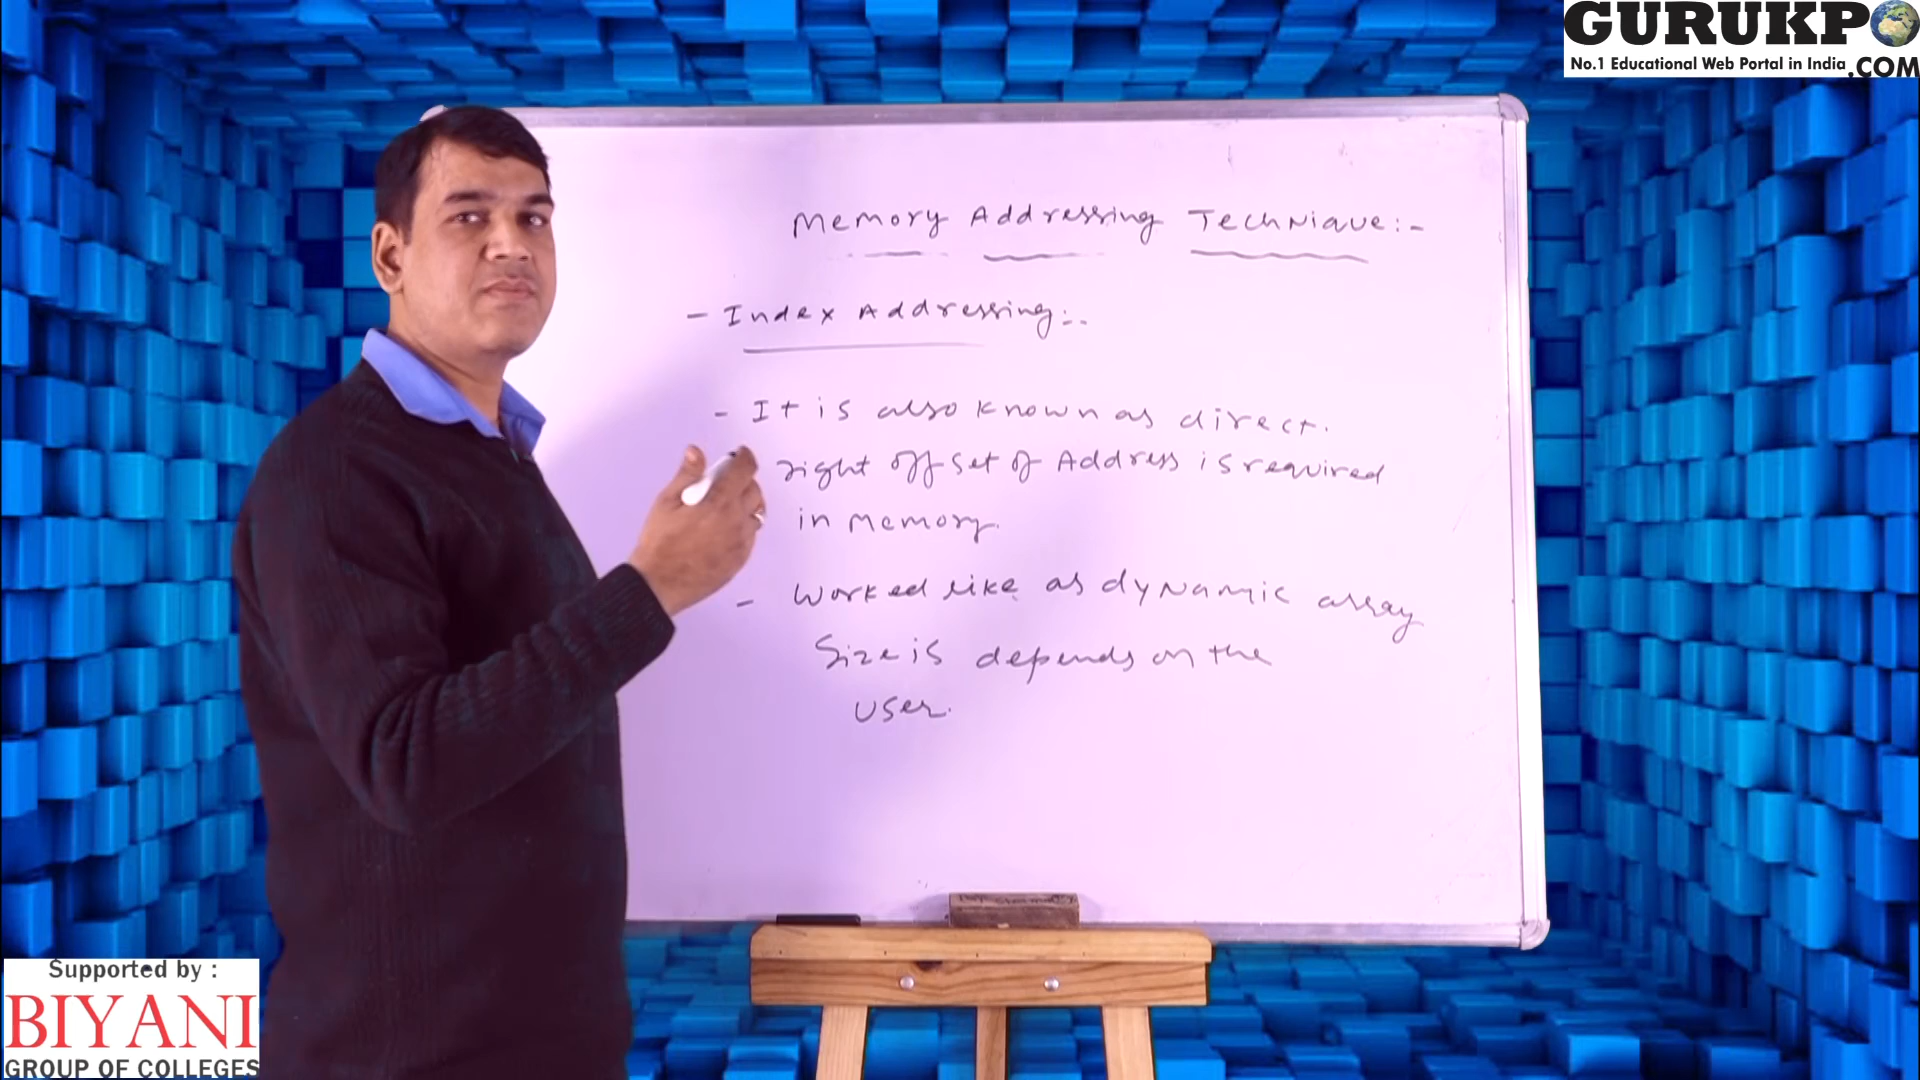 GURUKPO
No.1 Educational Web Portal in India
.COM
Memory Addressing Technique:-
- Index Addressing:-
- It is also known as direct.
right offset of Address is required
in memory.
- Worked like as dynamic array
Size is depends on the
user.
Supported by :
BIYANI
GROUP OF COLLEGES